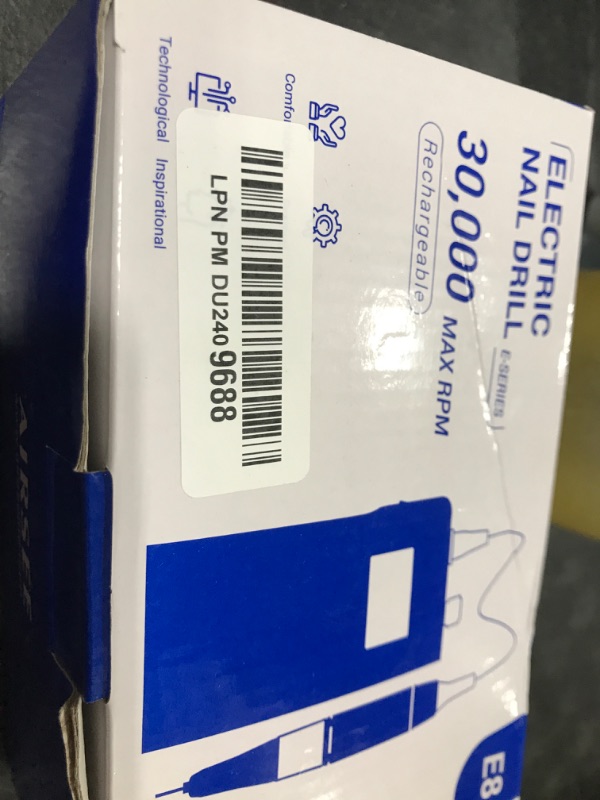 ELECTRIC
NAIL DRILL E-SERIES
30,000 MAX RPM
Rechargeable
Technological Inspirational
LPN PM DU240 9688
E8